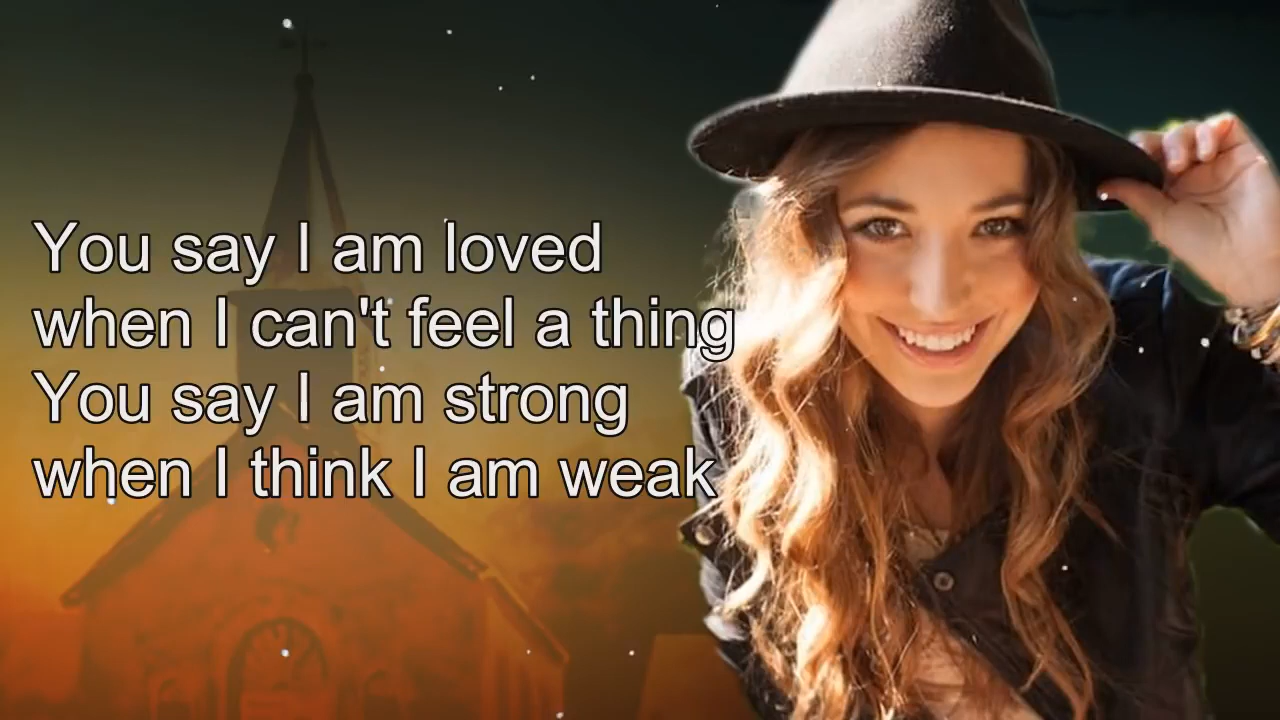 You say I am loved
when I can't feel a thing
You say I am strong
when I think I am weak